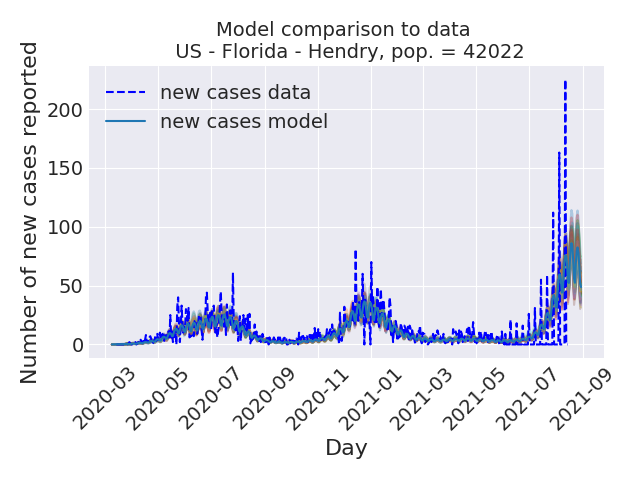 Model comparison to data
US - Florida - Hendry, pop. = 42022
Number of new cases reported
200
150
100
50
0
new cases data
new cases model
2020-03
2020-05
2020-07
2020-09
2020-11
2021-01
2021-03
2021-05
2021-07
2021-09
Day